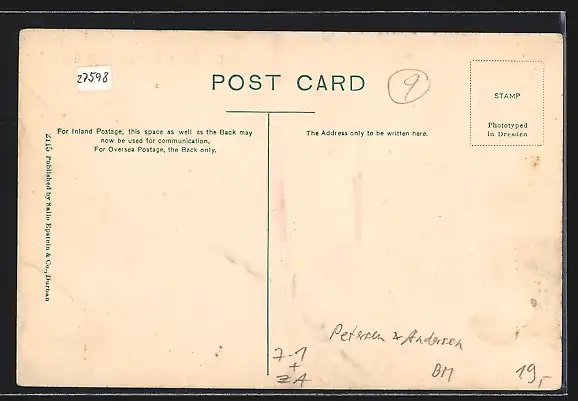 27598
POST CARD
9
STAMP
Phototyped
in Dresden
For Inland Postage, this space as well as the Back may
now be used for communication.
For Oversea Postage, the Back only.
The Address only to be written here.
2115 Published by Sallo Epstein & Co., Durban
Petersen & Andersen
7-1
+
ZA
BM
19,-